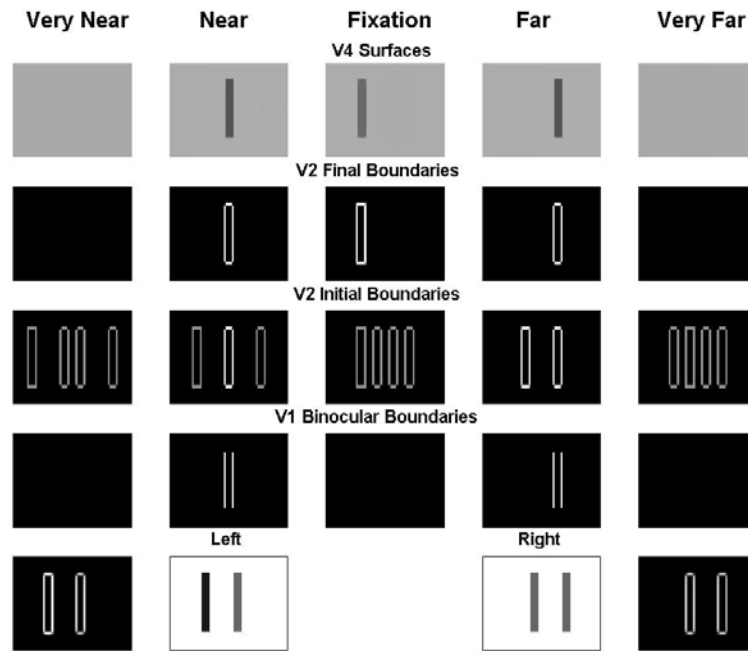 Very Near Near Fixation Far Very Far
V4 Surfaces
V2 Final Boundaries
V2 Initial Boundaries
V1 Binocular Boundaries
Left Right